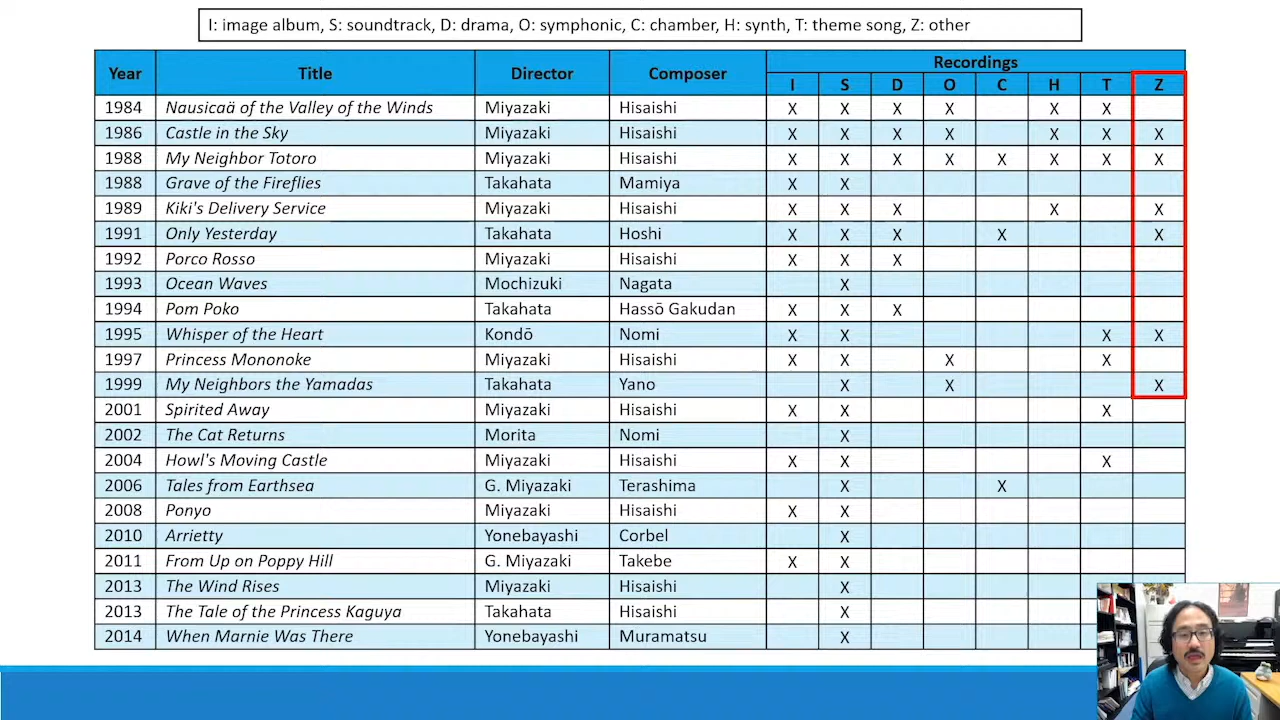 I: image album, S: soundtrack, D: drama, O: symphonic, C: chamber, H: synth, T: theme song, Z: other
Year Title Director Composer Recordings
I S D O C H T Z
1984 Nausicaä of the Valley of the Winds Miyazaki Hisaishi X X X X X X
1986 Castle in the Sky Miyazaki Hisaishi X X X X X X X
1988 My Neighbor Totoro Miyazaki Hisaishi X X X X X X X X
1988 Grave of the Fireflies Takahata Mamiya X X
1989 Kiki's Delivery Service Miyazaki Hisaishi X X X X X
1991 Only Yesterday Takahata Hoshi X X X X X
1992 Porco Rosso Miyazaki Hisaishi X X X
1993 Ocean Waves Mochizuki Nagata X
1994 Pom Poko Takahata Hassō Gakudan X X X
1995 Whisper of the Heart Kondō Nomi X X X X
1997 Princess Mononoke Miyazaki Hisaishi X X X X
1999 My Neighbors the Yamadas Takahata Yano X X X
2001 Spirited Away Miyazaki Hisaishi X X X
2002 The Cat Returns Morita Nomi X
2004 Howl's Moving Castle Miyazaki Hisaishi X X X
2006 Tales from Earthsea G. Miyazaki Terashima X X
2008 Ponyo Miyazaki Hisaishi X X
2010 Arrietty Yonebayashi Corbel X
2011 From Up on Poppy Hill G. Miyazaki Takebe X X
2013 The Wind Rises Miyazaki Hisaishi X
2013 The Tale of the Princess Kaguya Takahata Hisaishi X
2014 When Marnie Was There Yonebayashi Muramatsu X